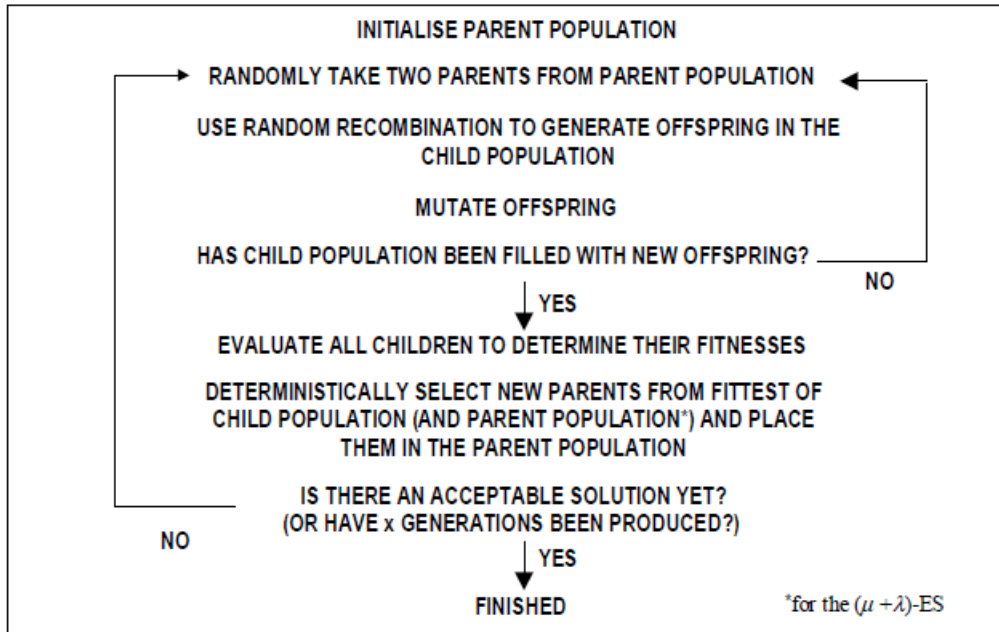 INITIALISE PARENT POPULATION
RANDOMLY TAKE TWO PARENTS FROM PARENT POPULATION
USE RANDOM RECOMBINATION TO GENERATE OFFSPRING IN THE
CHILD POPULATION
MUTATE OFFSPRING
HAS CHILD POPULATION BEEN FILLED WITH NEW OFFSPRING?
NO
YES
EVALUATE ALL CHILDREN TO DETERMINE THEIR FITNESSES
DETERMINISTICALLY SELECT NEW PARENTS FROM FITTEST OF
CHILD POPULATION (AND PARENT POPULATION*) AND PLACE
THEM IN THE PARENT POPULATION
IS THERE AN ACCEPTABLE SOLUTION YET?
(OR HAVE x GENERATIONS BEEN PRODUCED?)
NO
YES
FINISHED
*for the (μ +λ)-ES